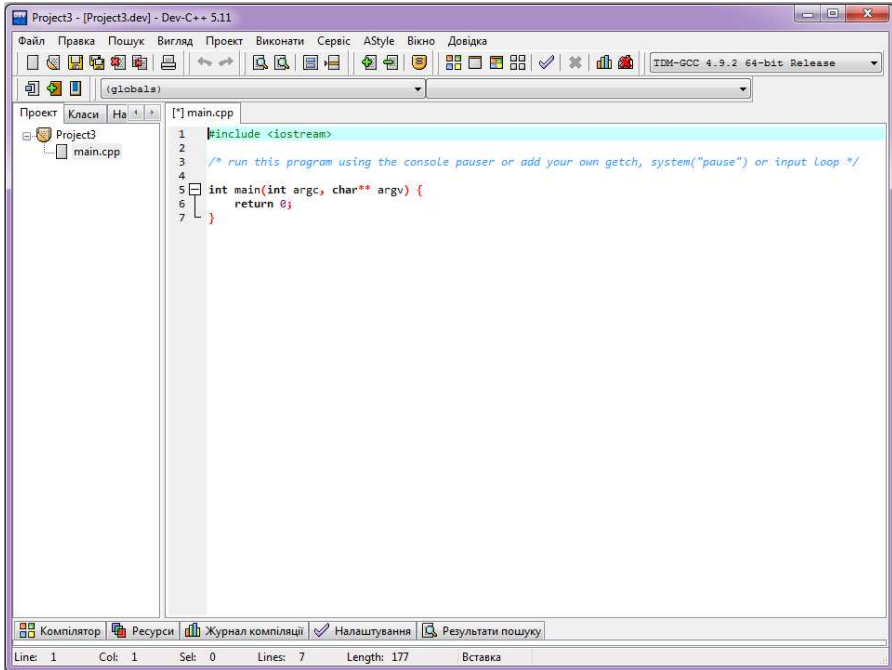 Project3 - [Project3.dev] - Dev-C++ 5.11
Файл Правка Пошук Вигляд Проект Виконати Сервіс AStyle Вікно Довідка
TDM-GCC 4.9.2 64-bit Release
(globals)
Проект Класи На [*] main.cpp
Project3
main.cpp
1 #include <iostream>
2
3 /* run this program using the console pauser or add your own getch, system("pause") or input loop */
4
5 int main(int argc, char** argv) {
6 return 0;
7 }
Компілятор Ресурси Журнал компіляції Налаштування Результати пошуку
Line: 1 Col: 1 Sel: 0 Lines: 7 Length: 177 Вставка